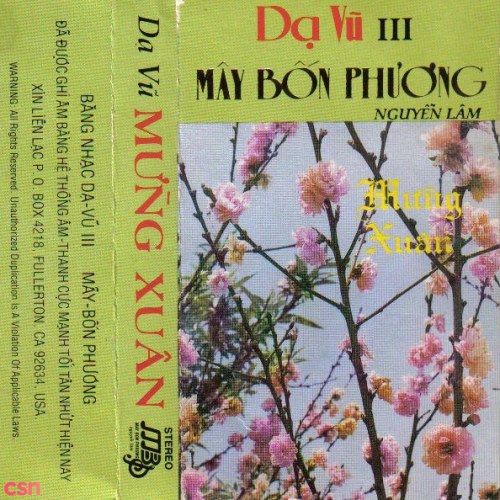 Dạ Vũ III
MÂY BỐN PHƯƠNG
NGUYỄN LÂM
Mừng
Xuân
Dạ Vũ MỪNG XUÂN
STEREO
MBP
BĂNG NHẠC DẠ-VŨ III MÂY-BỐN PHƯƠNG
ĐÃ ĐƯỢC GHI ÂM BẰNG HỆ THỐNG ÂM-THANH CỰC MẠNH TỐI TÂN NHỨT HIỆN NAY
XIN LIÊN LẠC P. O. BOX 4218. FULLERTON. CA 92634. USA
WARNING: All Rights Reserved. Unauthorized Duplication Is A Violation Of Applicable Laws.
csn